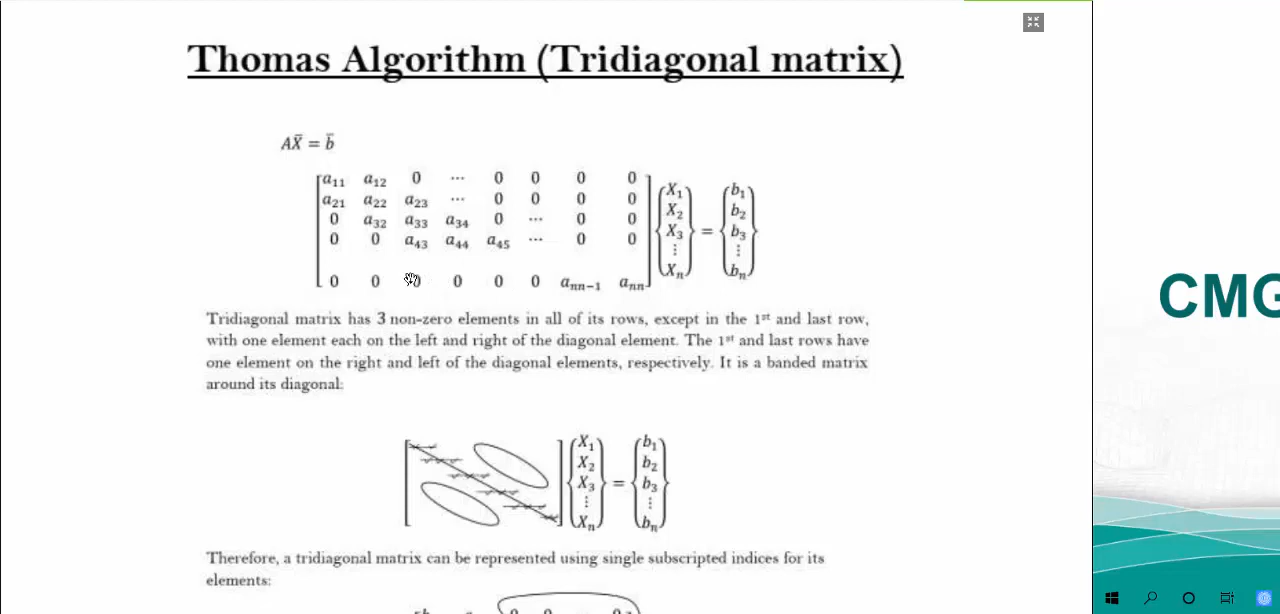 Thomas Algorithm (Tridiagonal matrix)
AX̄ = b̄
a₁₁ a₁₂ 0 ⋯ 0 0 0 0
a₂₁ a₂₂ a₂₃ ⋯ 0 0 0 0
0 a₃₂ a₃₃ a₃₄ 0 ⋯ 0 0
0 0 a₄₃ a₄₄ a₄₅ ⋯ 0 0
0 0 0 0 0 0 aₙₙ₋₁ aₙₙ
X₁ X₂ X₃ ⋮ Xₙ = b₁ b₂ b₃ ⋮ bₙ
CMG
Tridiagonal matrix has 3 non-zero elements in all of its rows, except in the 1ˢᵗ and last row,
with one element each on the left and right of the diagonal element. The 1ˢᵗ and last rows have
one element on the right and left of the diagonal elements, respectively. It is a banded matrix
around its diagonal:
X₁ X₂ X₃ ⋮ Xₙ = b₁ b₂ b₃ ⋮ bₙ
Therefore, a tridiagonal matrix can be represented using single subscripted indices for its
elements: